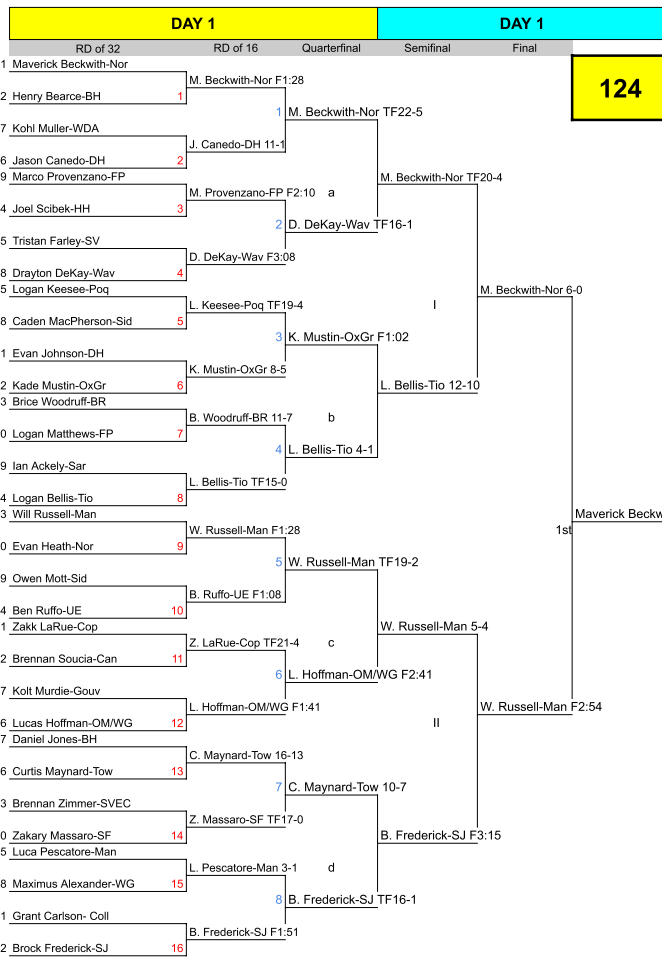 DAY 1
DAY 1
RD of 32
RD of 16
Quarterfinal
Semifinal
Final
124
1 Maverick Beckwith-Nor
2 Henry Bearce-BH 1
7 Kohl Muller-WDA
6 Jason Canedo-DH 2
9 Marco Provenzano-FP
4 Joel Scibek-HH 3
5 Tristan Farley-SV
8 Drayton DeKay-Wav 4
5 Logan Keesee-Poq
8 Caden MacPherson-Sid 5
1 Evan Johnson-DH
2 Kade Mustin-OxGr 6
3 Brice Woodruff-BR
0 Logan Matthews-FP 7
9 Ian Ackely-Sar
4 Logan Bellis-Tio 8
3 Will Russell-Man
0 Evan Heath-Nor 9
9 Owen Mott-Sid
4 Ben Ruffo-UE 10
1 Zakk LaRue-Cop
2 Brennan Soucia-Can 11
7 Kolt Murdie-Gouv
6 Lucas Hoffman-OM/WG 12
7 Daniel Jones-BH
6 Curtis Maynard-Tow 13
3 Brennan Zimmer-SVEC
0 Zakary Massaro-SF 14
5 Luca Pescatore-Man
8 Maximus Alexander-WG 15
1 Grant Carlson- Coll
2 Brock Frederick-SJ 16
M. Beckwith-Nor F1:28
1
J. Canedo-DH 11-1
M. Provenzano-FP F2:10
2
D. DeKay-Wav F3:08
L. Keesee-Poq TF19-4
3
K. Mustin-OxGr 8-5
B. Woodruff-BR 11-7
4
L. Bellis-Tio TF15-0
W. Russell-Man F1:28
5
B. Ruffo-UE F1:08
Z. LaRue-Cop TF21-4
6
L. Hoffman-OM/WG F1:41
C. Maynard-Tow 16-13
7
Z. Massaro-SF TF17-0
L. Pescatore-Man 3-1
8
B. Frederick-SJ F1:51
M. Beckwith-Nor TF22-5
a
D. DeKay-Wav TF16-1
K. Mustin-OxGr F1:02
b
L. Bellis-Tio 4-1
W. Russell-Man TF19-2
c
L. Hoffman-OM/WG F2:41
C. Maynard-Tow 10-7
d
B. Frederick-SJ TF16-1
M. Beckwith-Nor TF20-4
I
L. Bellis-Tio 12-10
W. Russell-Man 5-4
II
B. Frederick-SJ F3:15
M. Beckwith-Nor 6-0
1st
W. Russell-Man F2:54
Maverick Beckw